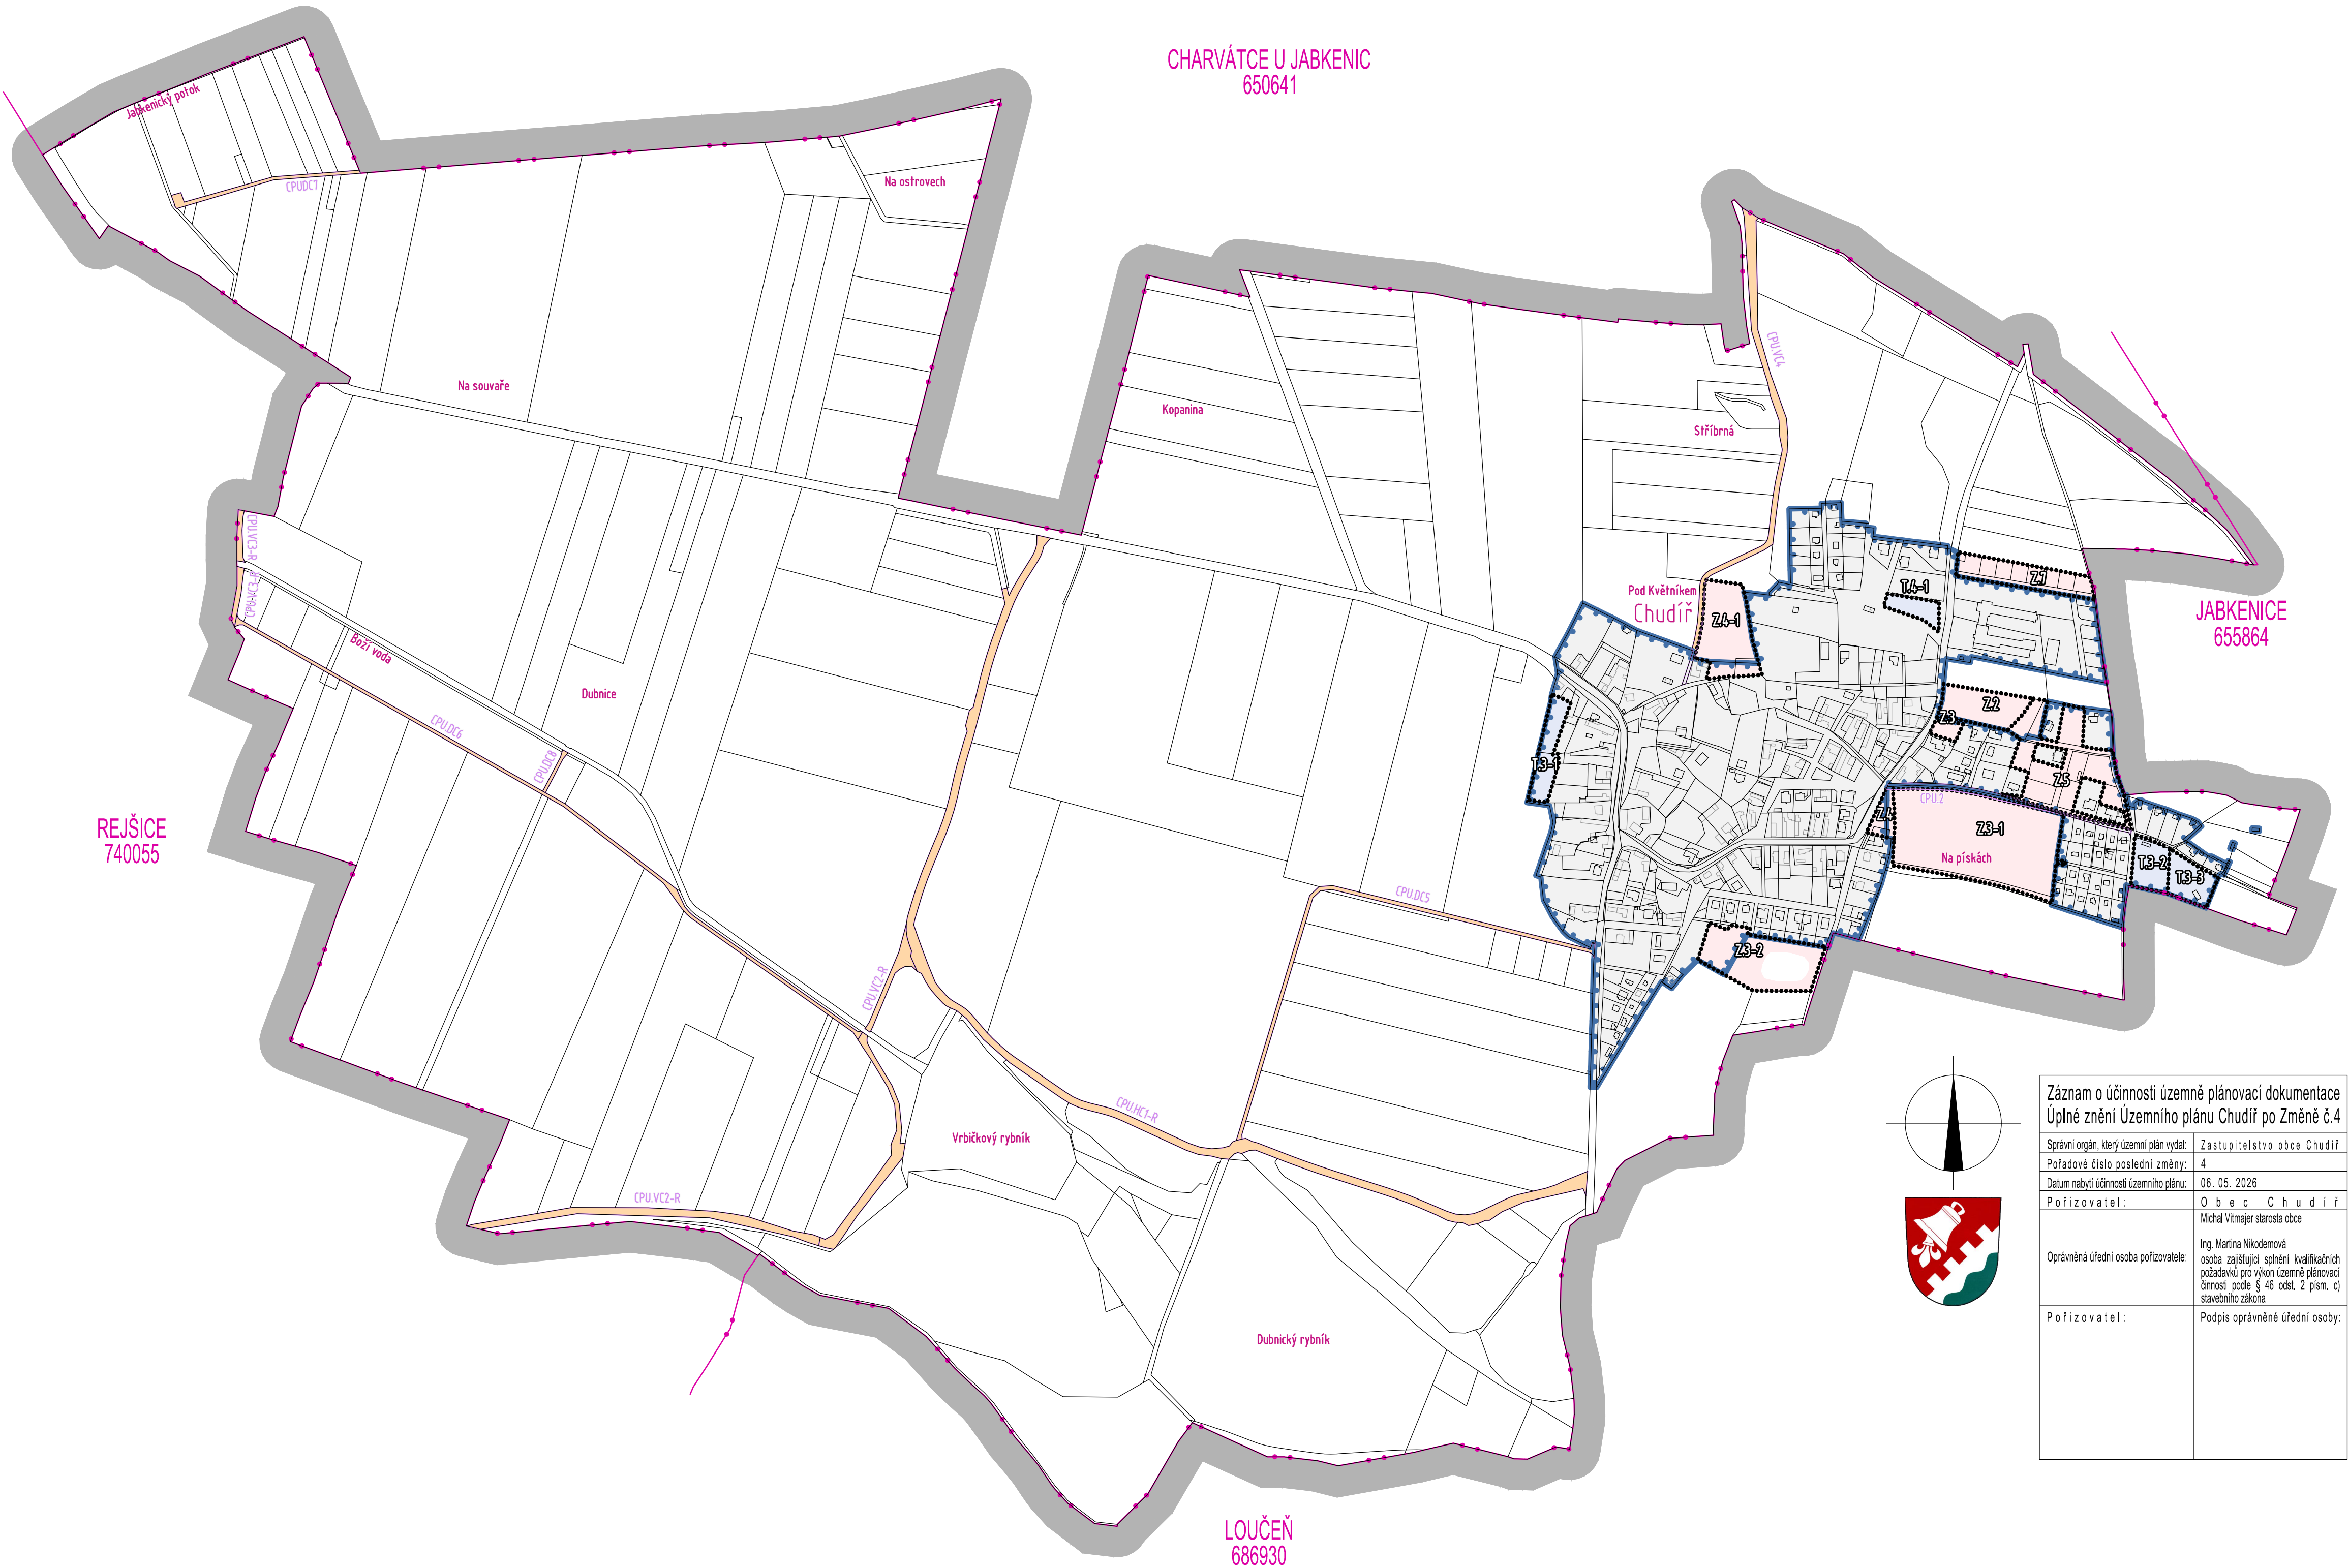 CHARVÁTCE U JABKENIC
650641
Jabkenický potok
CPUDC7
Na ostrovech
Na souvaře
Kopanina
CPU.VC4
Stříbrná
CPU.VC3-R
CPU.VC3-R
Boží voda
Dubnice
CPU.DC6
CPU.DC8
Pod Květníkem
Chudíř
Z.4-1
T.4-1
Z.1
JABKENICE
655864
Z.2
Z.3
T.3-1
Z.5
CPU.2
Z.4
Z.3-1
Na pískách
T.3-2
T.3-3
REJŠICE
740055
CPU.DC5
Z.3-2
CPU.VC2-R
CPU.HC1-R
Vrbičkový rybník
CPU.VC2-R
Dubnický rybník
LOUČEŇ
686930
Záznam o účinnosti územně plánovací dokumentace
Úplné znění Územního plánu Chudíř po Změně č.4
Správní orgán, který územní plán vydal: Zastupitelstvo obce Chudíř
Pořadové číslo poslední změny: 4
Datum nabytí účinnosti územního plánu: 06. 05. 2026
Pořizovatel: Obec Chudíř
Oprávněná úřední osoba pořizovatele:
Michal Vitmajer starosta obce
Ing. Martina Nikodemová
osoba zajišťující splnění kvalifikačních
požadavků pro výkon územně plánovací
činnosti podle § 46 odst. 2 písm. c)
stavebního zákona
Pořizovatel: Podpis oprávněné úřední osoby: